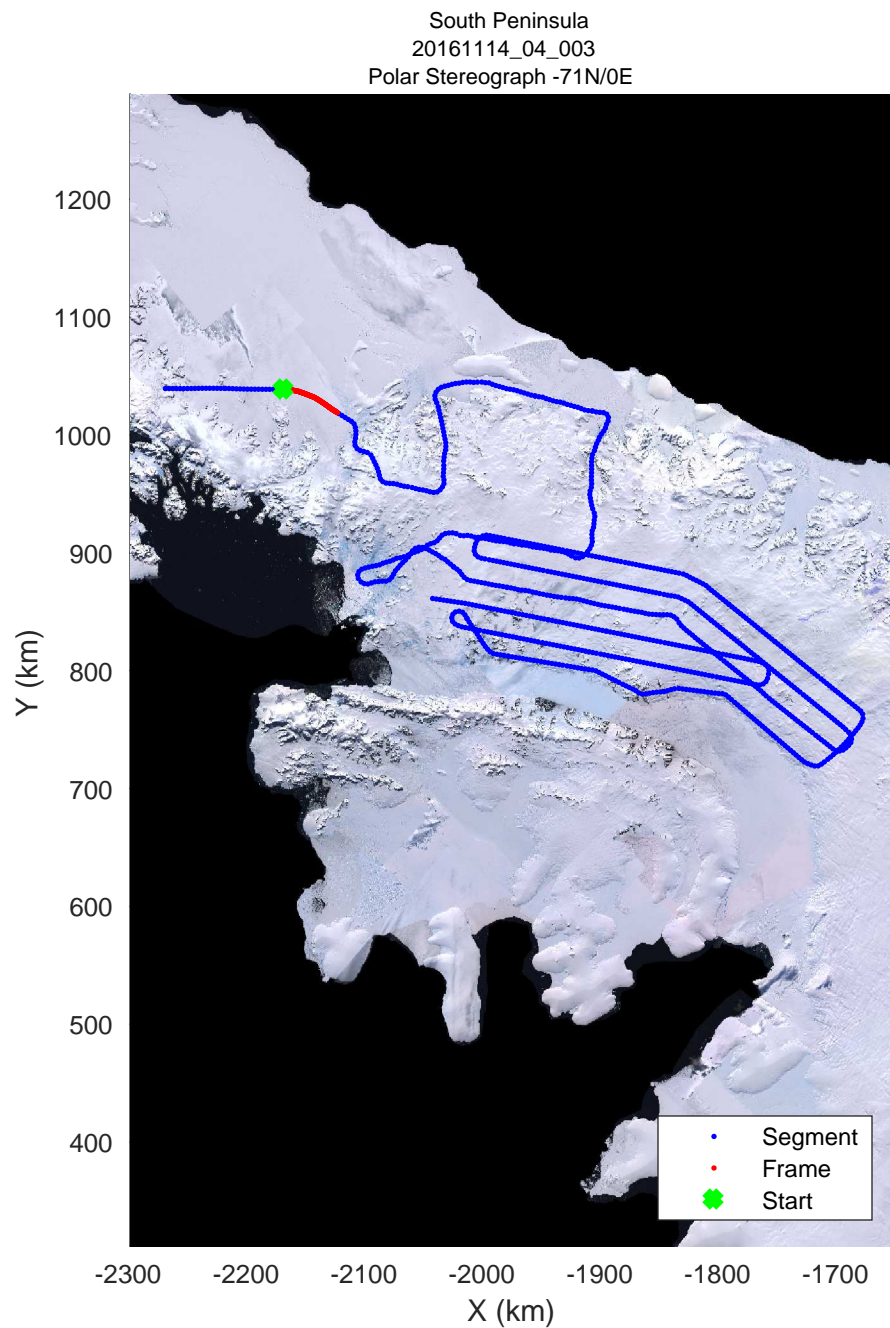 South Peninsula
20161114_04_003
Polar Stereograph -71N/0E
1200
1100
1000
900
800
700
600
500
400
Y (km)
Segment
Frame
Start
-2300 -2200 -2100 -2000 -1900 -1800 -1700
X (km)